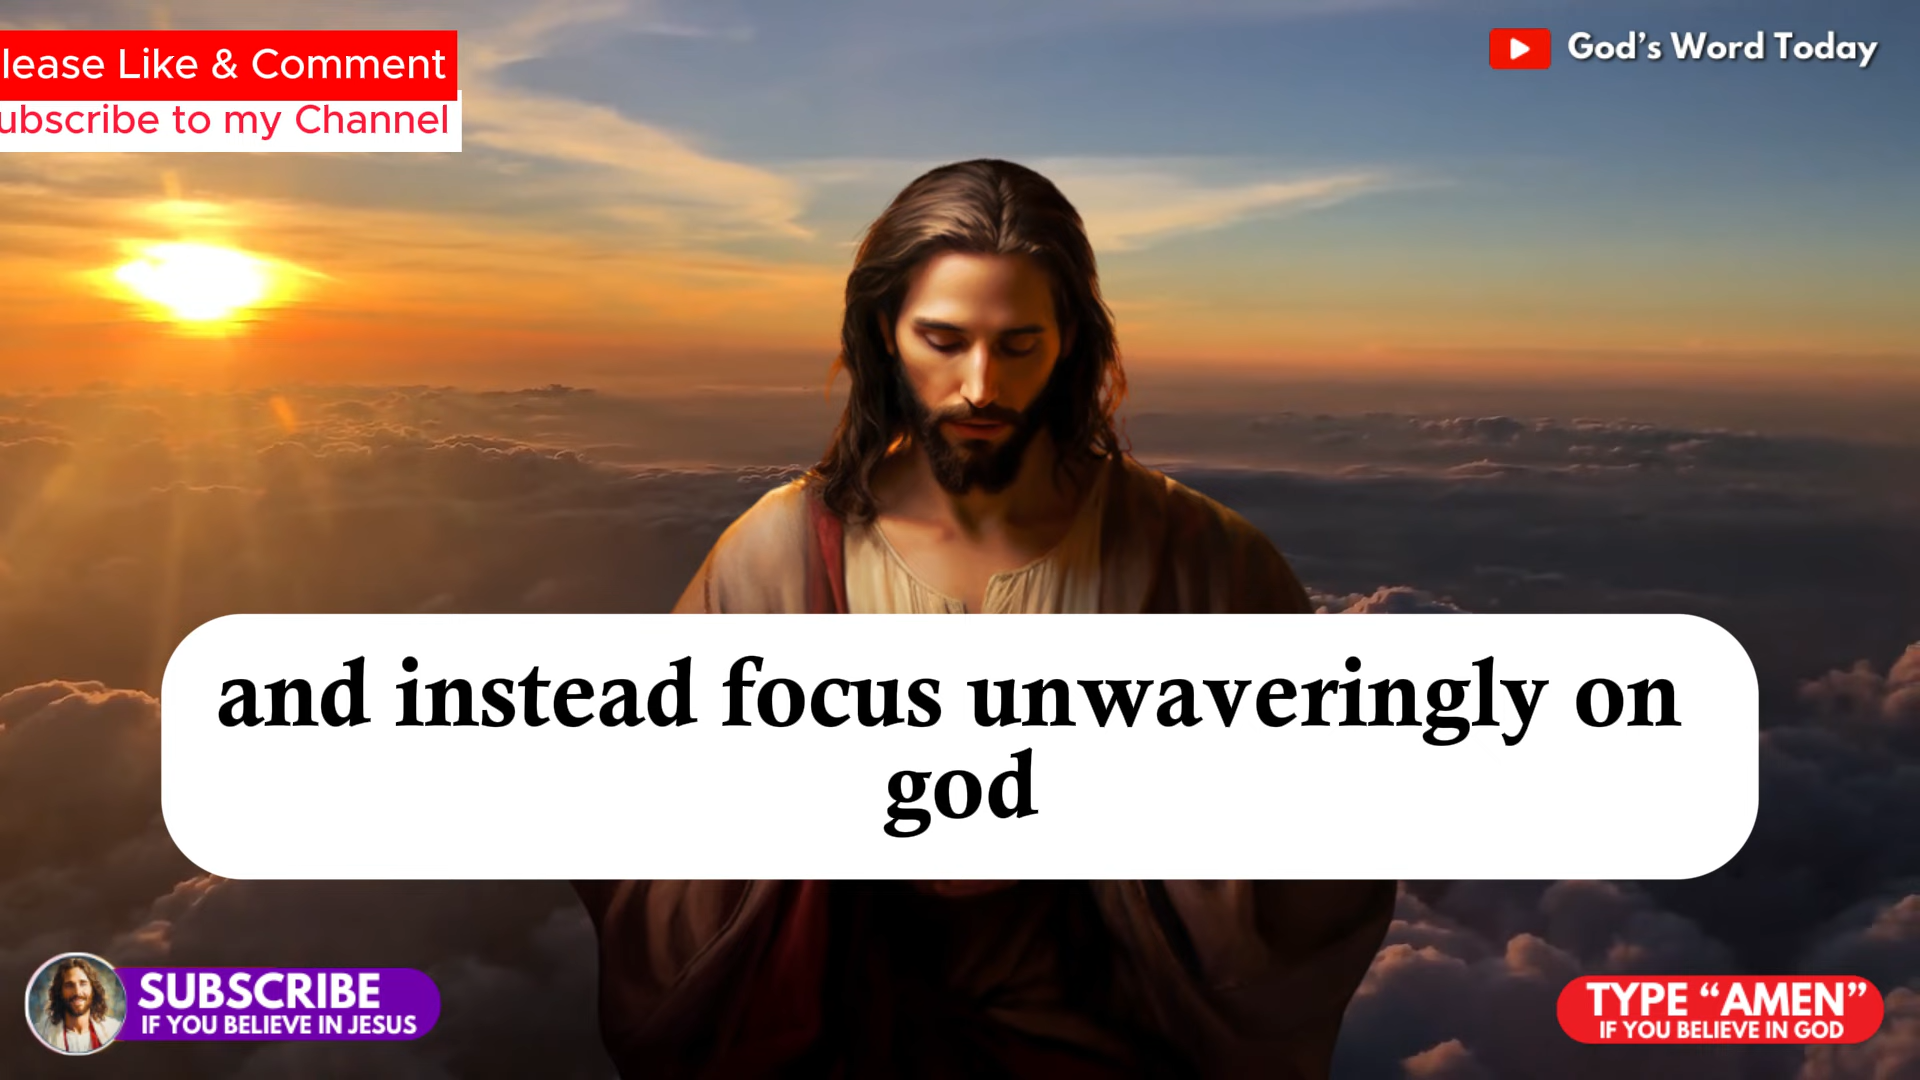 lease Like & Comment
ubscribe to my Channel
God's Word Today
and instead focus unwaveringly on
god
SUBSCRIBE
IF YOU BELIEVE IN JESUS
TYPE “AMEN”
IF YOU BELIEVE IN GOD